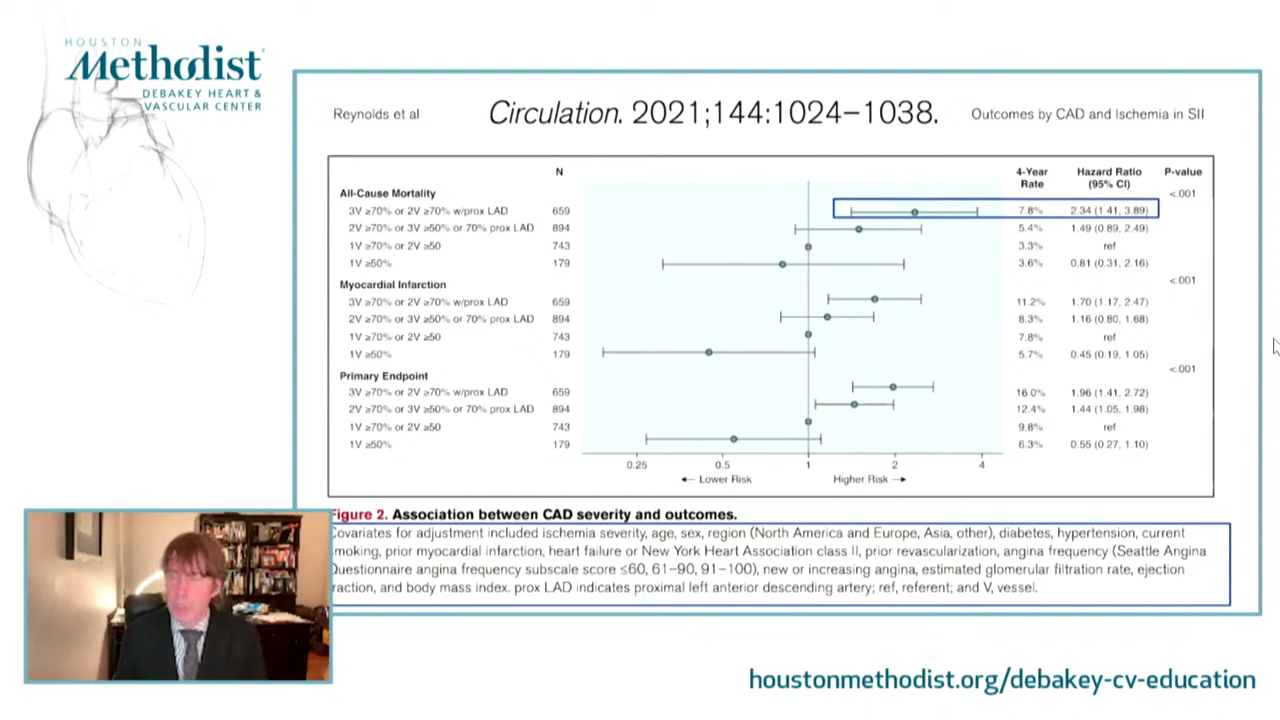 HOUSTON
Methodist
DEBAKEY HEART &
VASCULAR CENTER
Reynolds et al Circulation. 2021;144:1024–1038. Outcomes by CAD and Ischemia in SII
N 4-Year Rate Hazard Ratio (95% CI) P-value
All-Cause Mortality <.001
3V ≥70% or 2V ≥70% w/prox LAD 659 7.8% 2.34 (1.41, 3.89)
2V ≥70% or 3V ≥50% or 70% prox LAD 894 5.4% 1.49 (0.89, 2.49)
1V ≥70% or 2V ≥50 743 3.3% ref
1V ≥50% 179 3.6% 0.81 (0.31, 2.16)
Myocardial Infarction <.001
3V ≥70% or 2V ≥70% w/prox LAD 659 11.2% 1.70 (1.17, 2.47)
2V ≥70% or 3V ≥50% or 70% prox LAD 894 8.3% 1.16 (0.80, 1.68)
1V ≥70% or 2V ≥50 743 7.8% ref
1V ≥50% 179 5.7% 0.45 (0.19, 1.05)
Primary Endpoint <.001
3V ≥70% or 2V ≥70% w/prox LAD 659 16.0% 1.96 (1.41, 2.72)
2V ≥70% or 3V ≥50% or 70% prox LAD 894 12.4% 1.44 (1.05, 1.98)
1V ≥70% or 2V ≥50 743 9.8% ref
1V ≥50% 179 6.3% 0.55 (0.27, 1.10)
0.25 0.5 1 2 4
← Lower Risk Higher Risk →
igure 2. Association between CAD severity and outcomes.
ovariates for adjustment included ischemia severity, age, sex, region (North America and Europe, Asia, other), diabetes, hypertension, current
moking, prior myocardial infarction, heart failure or New York Heart Association class II, prior revascularization, angina frequency (Seattle Angina
uestionnaire angina frequency subscale score ≤60, 61–90, 91–100), new or increasing angina, estimated glomerular filtration rate, ejection
raction, and body mass index. prox LAD indicates proximal left anterior descending artery; ref, referent; and V, vessel.
houstonmethodist.org/debakey-cv-education